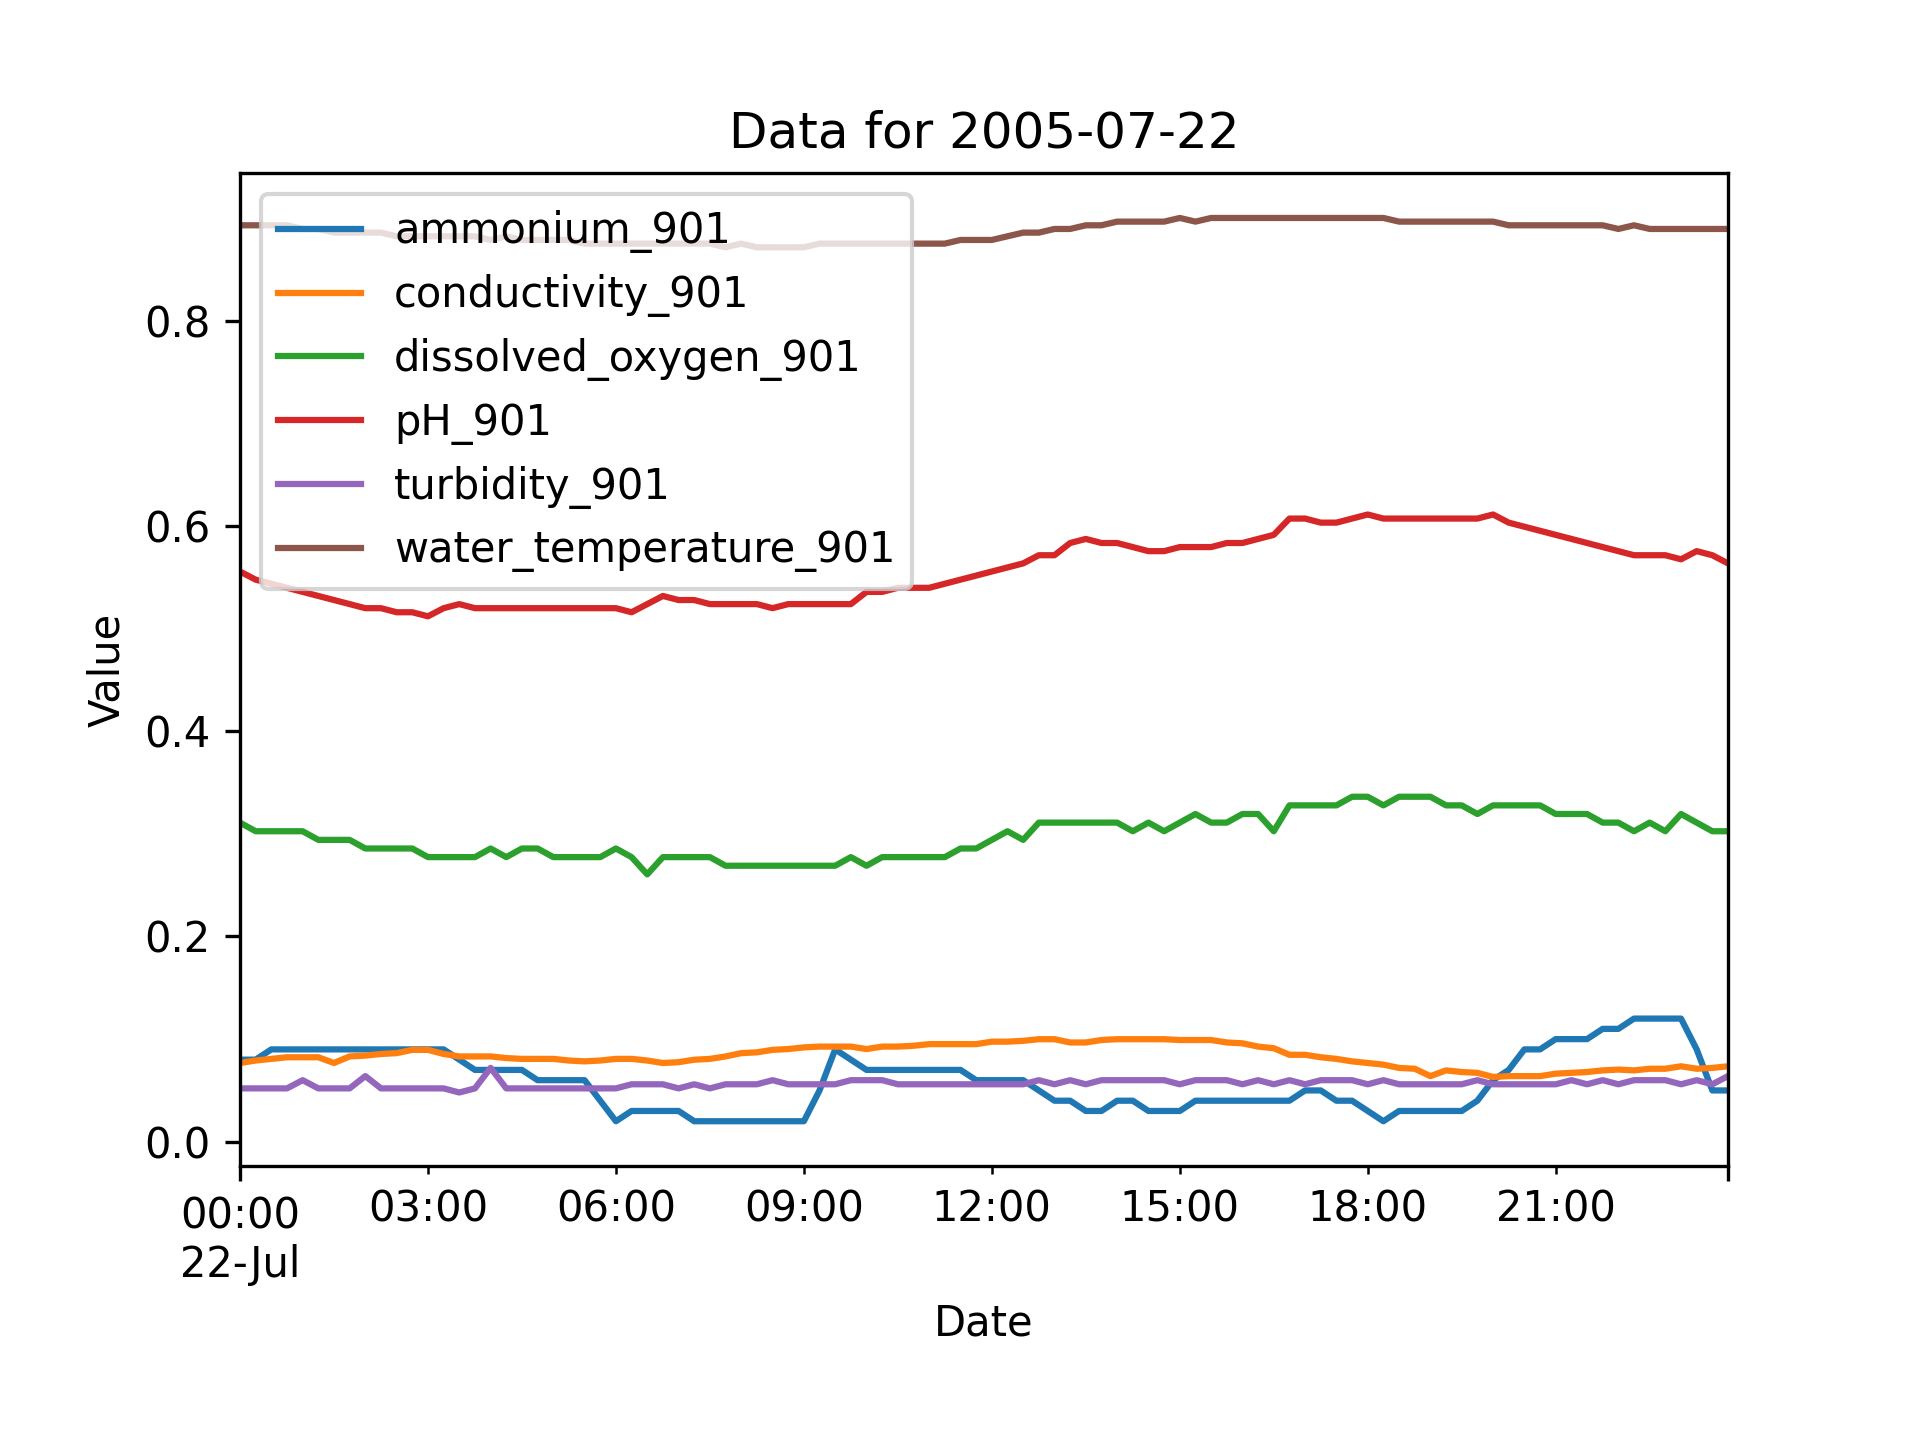 Data for 2005-07-22
ammonium_901
conductivity_901
dissolved_oxygen_901
pH_901
turbidity_901
water_temperature_901
Value
0.8
0.6
0.4
0.2
0.0
00:00 03:00 06:00 09:00 12:00 15:00 18:00 21:00
22-Jul
Date